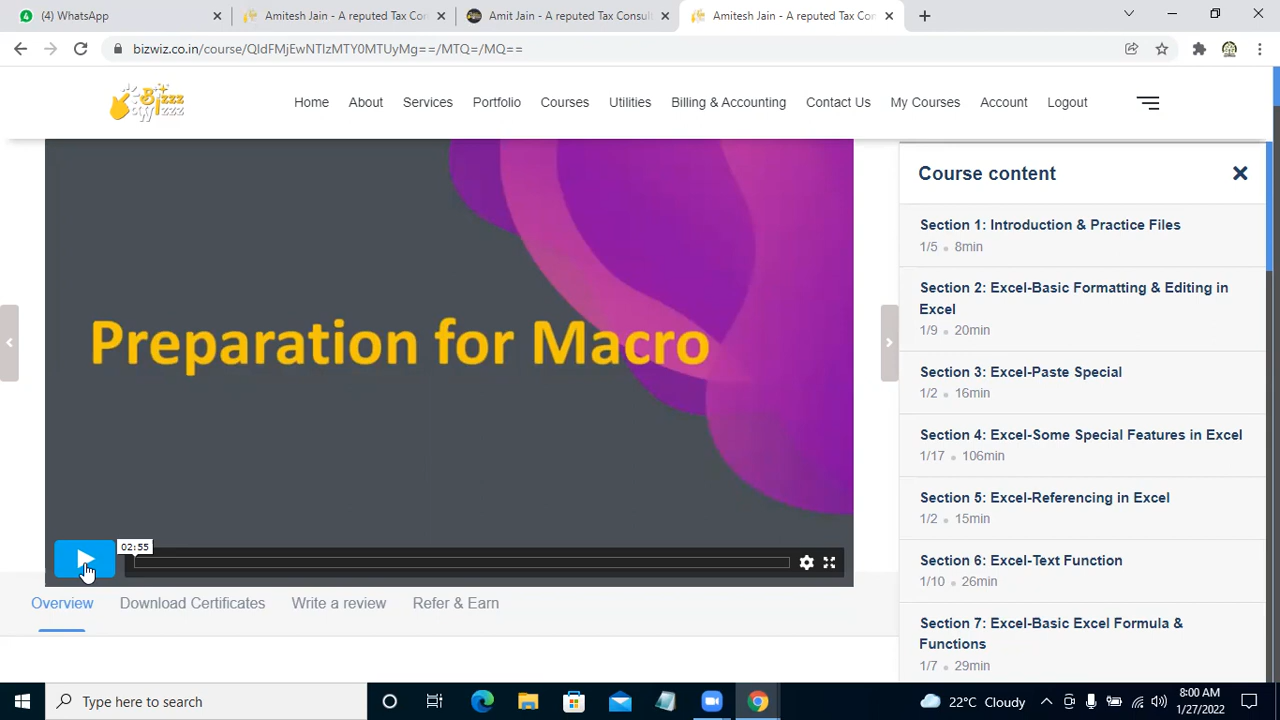 (4) WhatsApp
Amitesh Jain - A reputed Tax Con
Amit Jain - A reputed Tax Consul
Amitesh Jain - A reputed Tax Con
bizwiz.co.in/course/QIdFMjEwNTIzMTY0MTUyMg==/MTQ=/MQ==
Bizzz
Wizzz
Home
About
Services
Portfolio
Courses
Utilities
Billing & Accounting
Contact Us
My Courses
Account
Logout
Preparation for Macro
02:55
Overview
Download Certificates
Write a review
Refer & Earn
Course content
Section 1: Introduction & Practice Files
1/5 • 8min
Section 2: Excel-Basic Formatting & Editing in
Excel
1/9 • 20min
Section 3: Excel-Paste Special
1/2 • 16min
Section 4: Excel-Some Special Features in Excel
1/17 • 106min
Section 5: Excel-Referencing in Excel
1/2 • 15min
Section 6: Excel-Text Function
1/10 • 26min
Section 7: Excel-Basic Excel Formula &
Functions
1/7 • 29min
Type here to search
22°C Cloudy
8:00 AM
1/27/2022